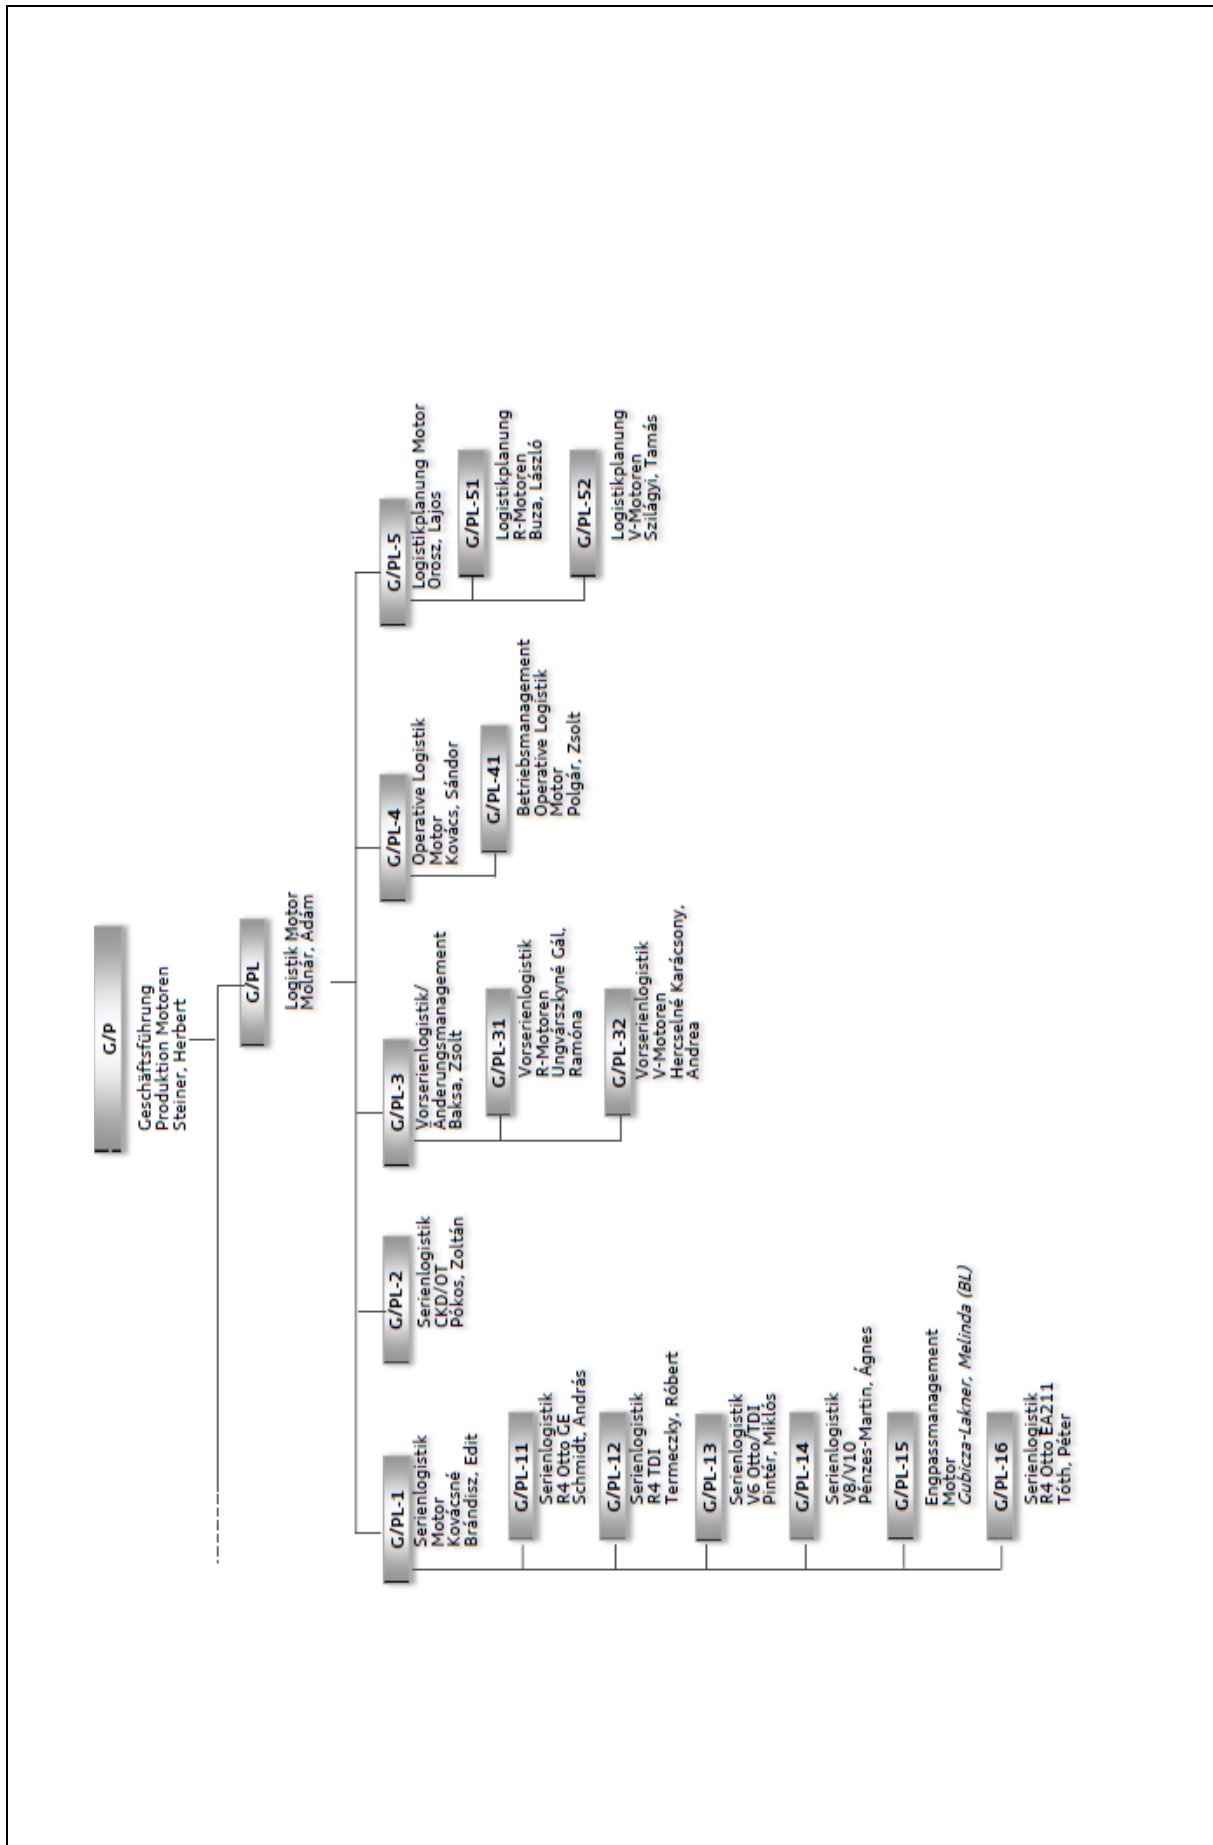 G/P
Geschäftsführung
Produktion Motoren
Steiner, Herbert
G/PL
Logistik Motor
Molnár, Ádám
G/PL-1
Serienlogistik
Motor
Kovácsné
Brándisz, Edit
G/PL-11
Serienlogistik
R4 Otto GE
Schmidt, András
G/PL-12
Serienlogistik
R4 TDI
Termeczky, Róbert
G/PL-13
Serienlogistik
V6 Otto/TDI
Pintér, Miklós
G/PL-14
Serienlogistik
V8/V10
Pénzes-Martin, Ágnes
G/PL-15
Engpassmanagement
Motor
Gubicza-Lakner, Melinda (BL)
G/PL-16
Serienlogistik
R4 Otto EA211
Tóth, Péter
G/PL-2
Serienlogistik
CKD/OT
Pókos, Zoltán
G/PL-3
Vorserienlogistik/
Änderungsmanagement
Baksa, Zsolt
G/PL-31
Vorserienlogistik
R-Motoren
Ungvárszkyné Gál,
Ramóna
G/PL-32
Vorserienlogistik
V-Motoren
Hercselné Karácsony,
Andrea
G/PL-4
Operative Logistik
Motor
Kovács, Sándor
G/PL-41
Betriebsmanagement
Operative Logistik
Motor
Polgár, Zsolt
G/PL-5
Logistikplanung Motor
Orosz, Lajos
G/PL-51
Logistikplanung
R-Motoren
Buza, László
G/PL-52
Logistikplanung
V-Motoren
Szilágyi, Tamás